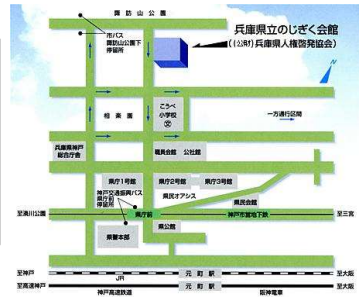 諏訪山公園
市バス
諏訪山公園下
停留所
兵庫県立のじぎく会館
((公財)兵庫県人権啓発協会)
こうべ
小学校
文
相楽園
一方通行区間
兵庫県神戸
総合庁舎
職員会館 公社館
県庁1号館
県庁2号館
県庁3号館
神戸交通振興バス
県庁前
停留所
県民オアシス
県民会館
至湊川公園
県庁前
神戸市営地下鉄
至三宮
県警本部
県公館
至神戸
JR
元町駅
至大阪
至高速神戸
神戸高速鉄道
元町駅
阪神電車
至大阪